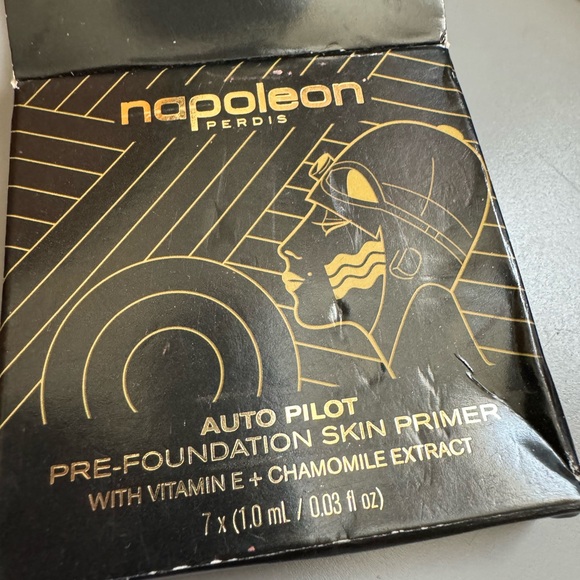 napoleon
PERDIS
AUTO PILOT
PRE-FOUNDATION SKIN PRIMER
WITH VITAMIN E + CHAMOMILE EXTRACT
7 x (1.0 mL / 0.03 fl oz)